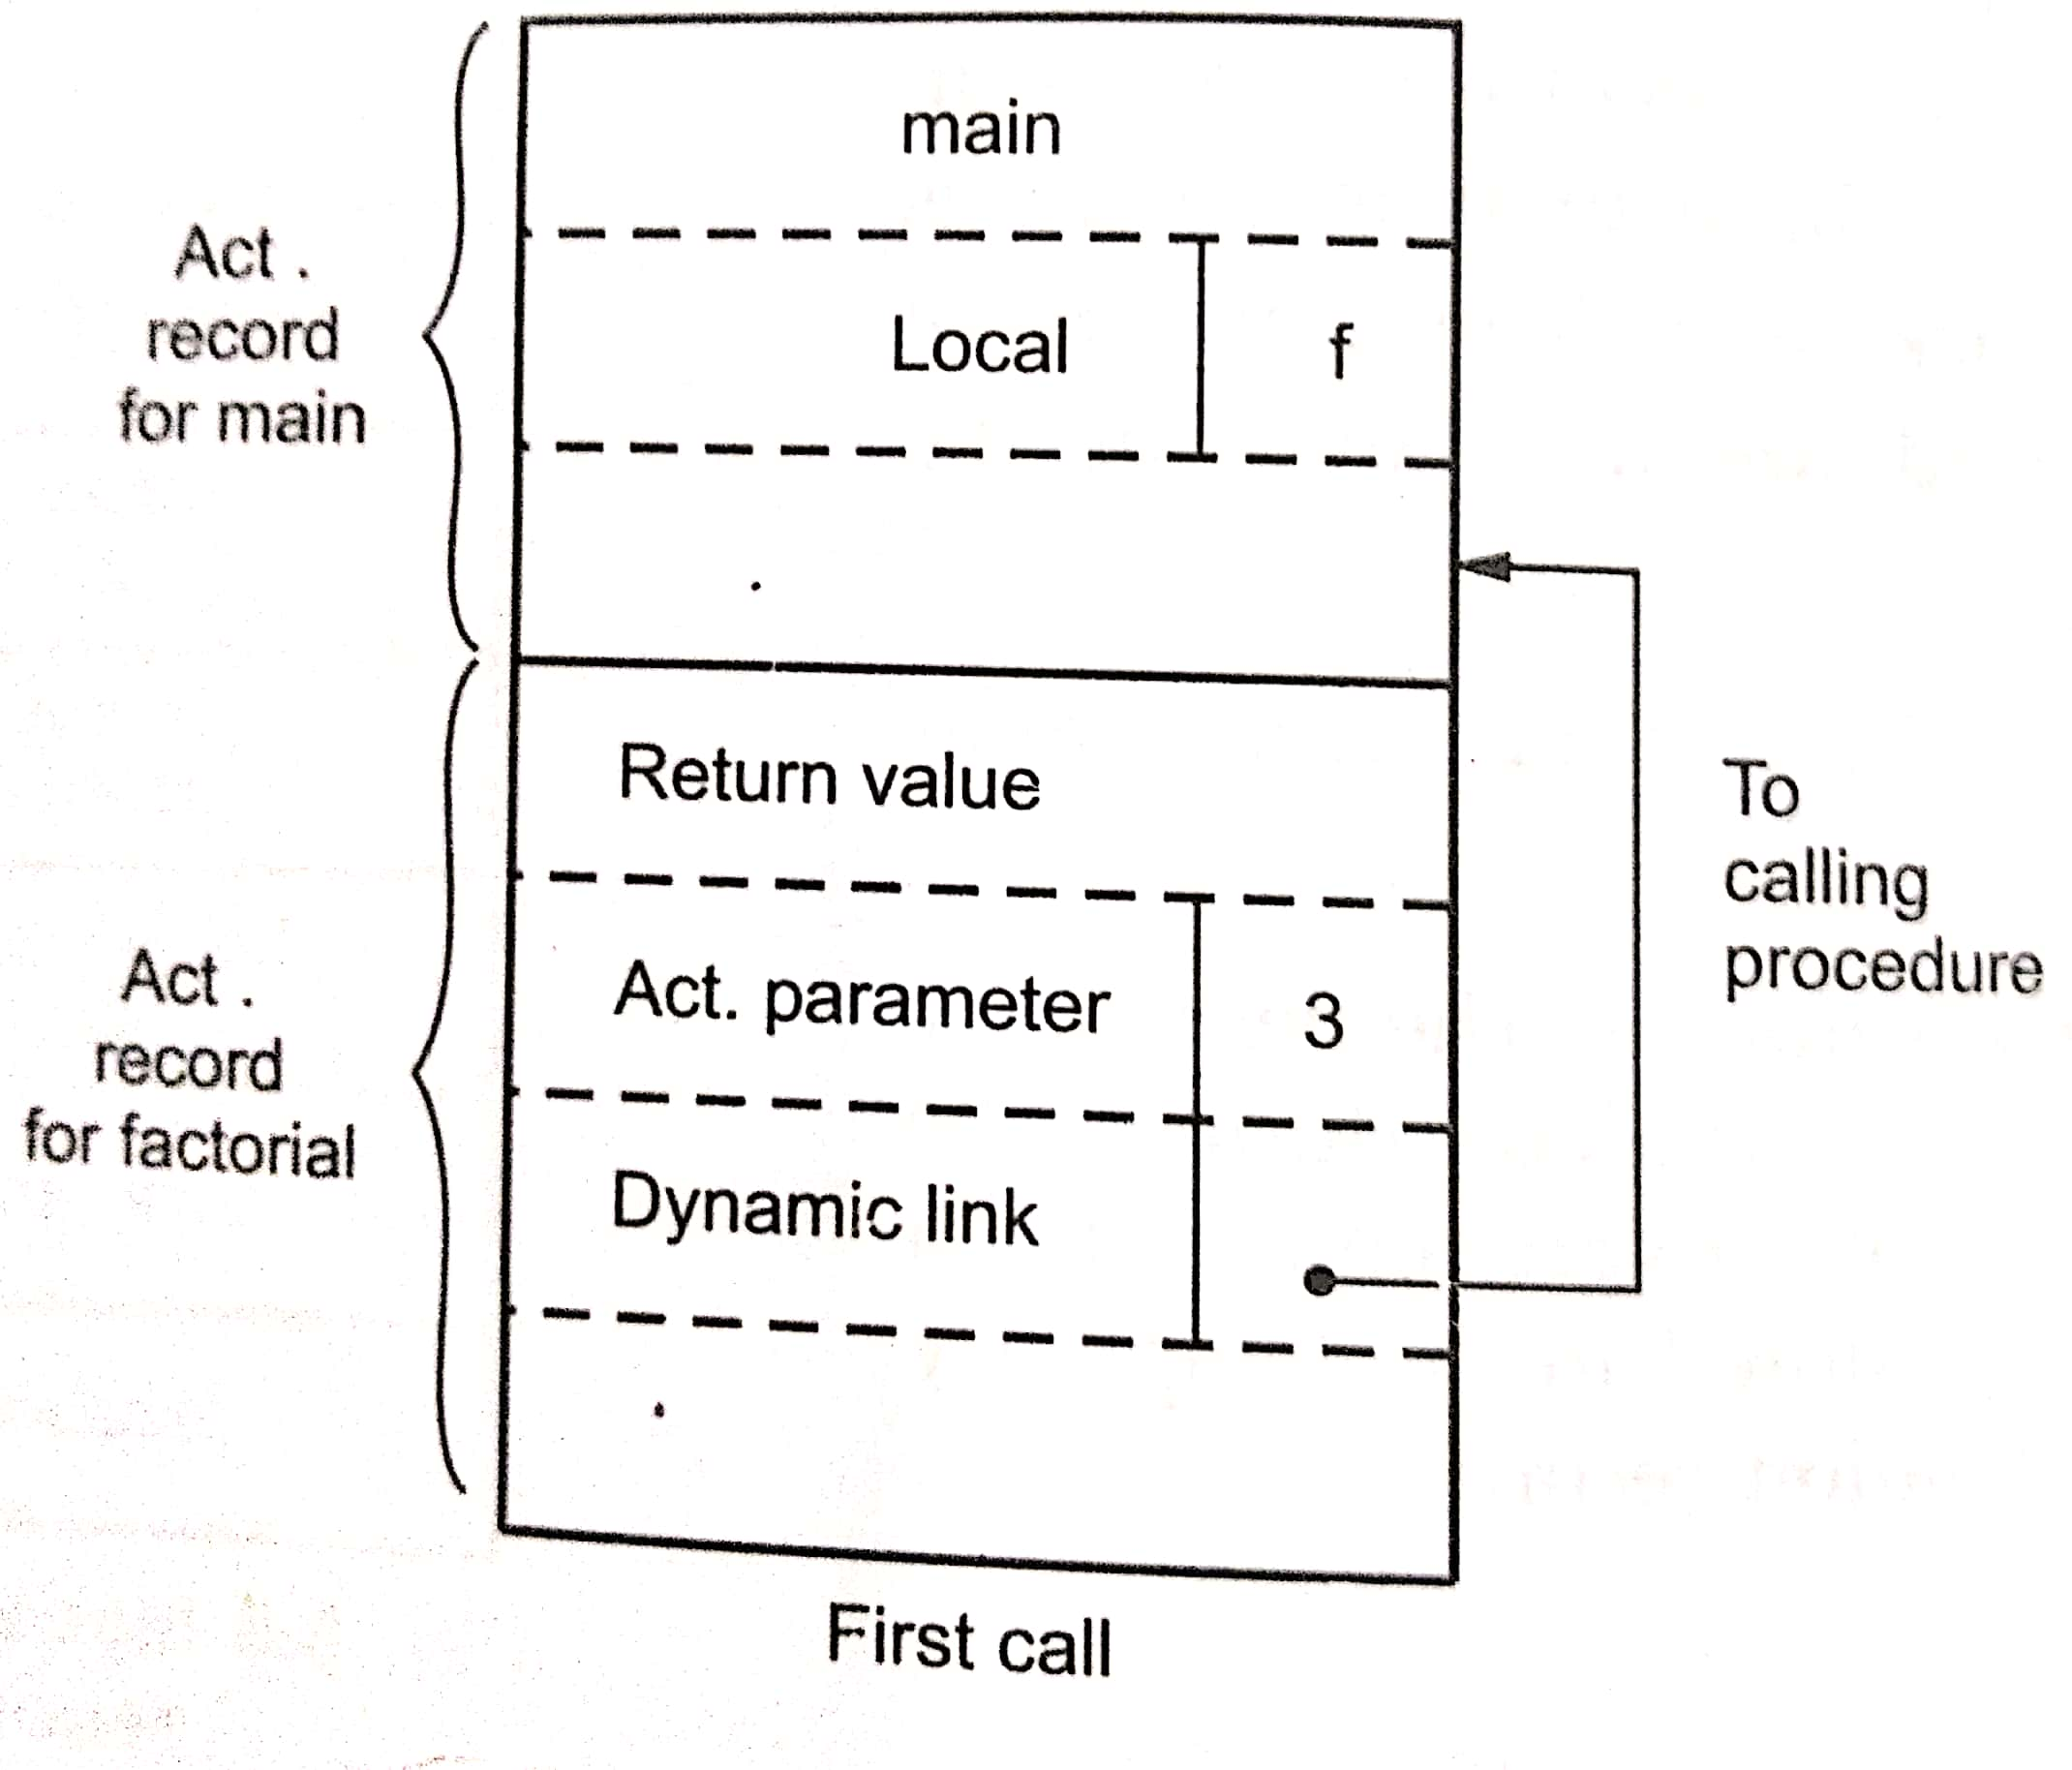 main
Act .
record
for main
Local
f
Return value
To
calling
procedure
Act .
record
for factorial
Act. parameter
3
Dynamic link
First call